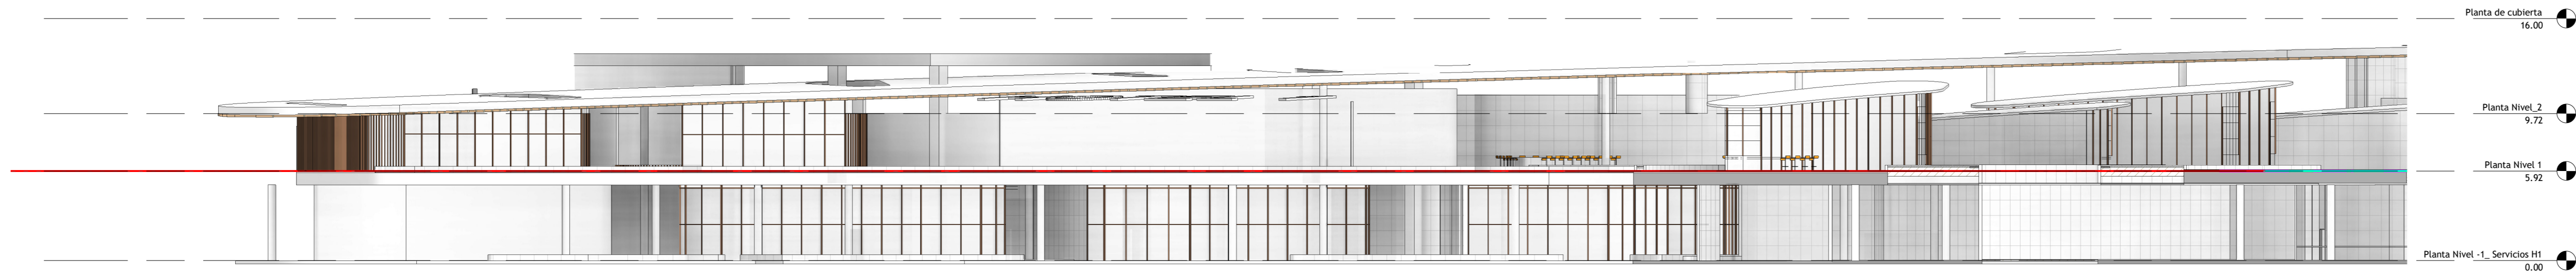 Planta de cubierta
16.00
Planta Nivel_2
9.72
Planta Nivel 1
5.92
Planta Nivel -1_ Servicios H1
0.00